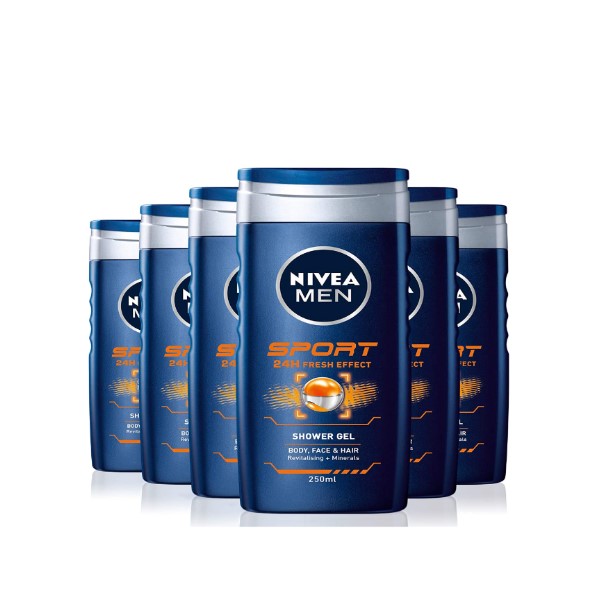 NIVEA
MEN
SPORT
24H FRESH EFFECT
SHOWER GEL
BODY, FACE & HAIR
Revitalising + Minerals
250ml